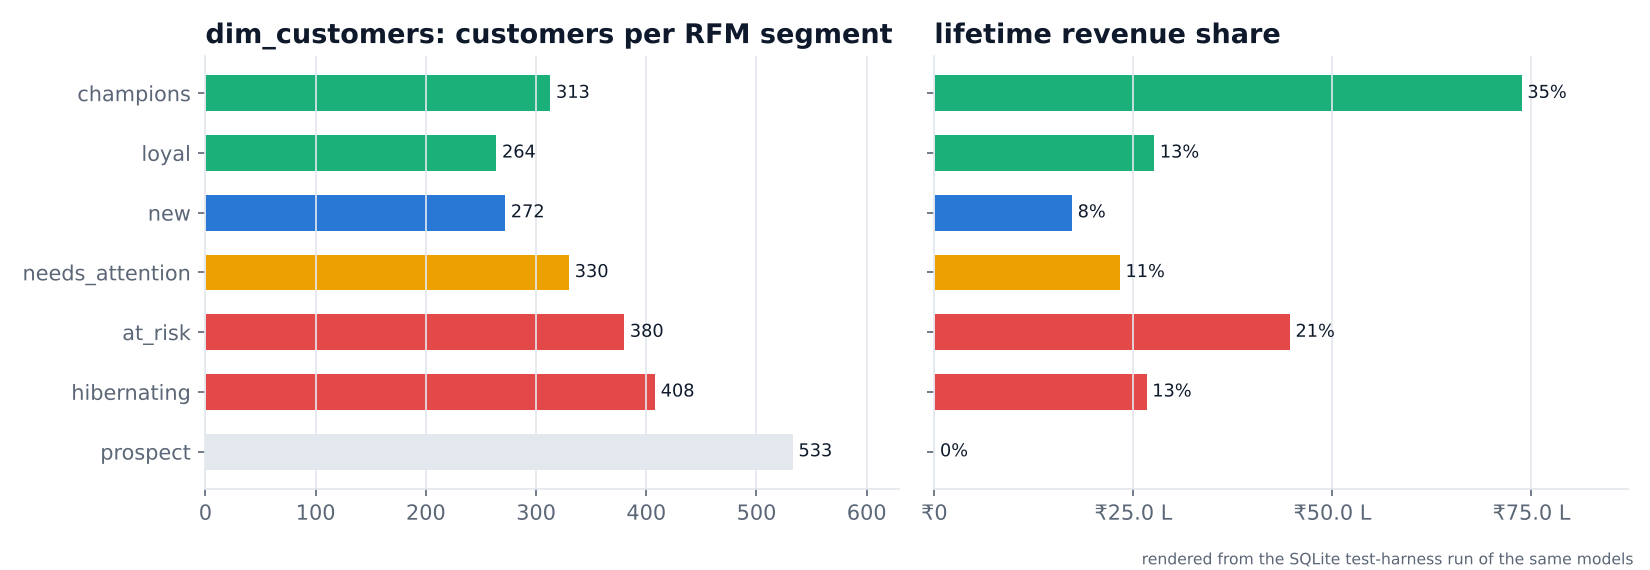 dim_customers: customers per RFM segment
lifetime revenue share
champions 313 35%
loyal 264 13%
new 272 8%
needs_attention 330 11%
at_risk 380 21%
hibernating 408 13%
prospect 533 0%
0 100 200 300 400 500 600
₹0 ₹25.0 L ₹50.0 L ₹75.0 L
rendered from the SQLite test-harness run of the same models